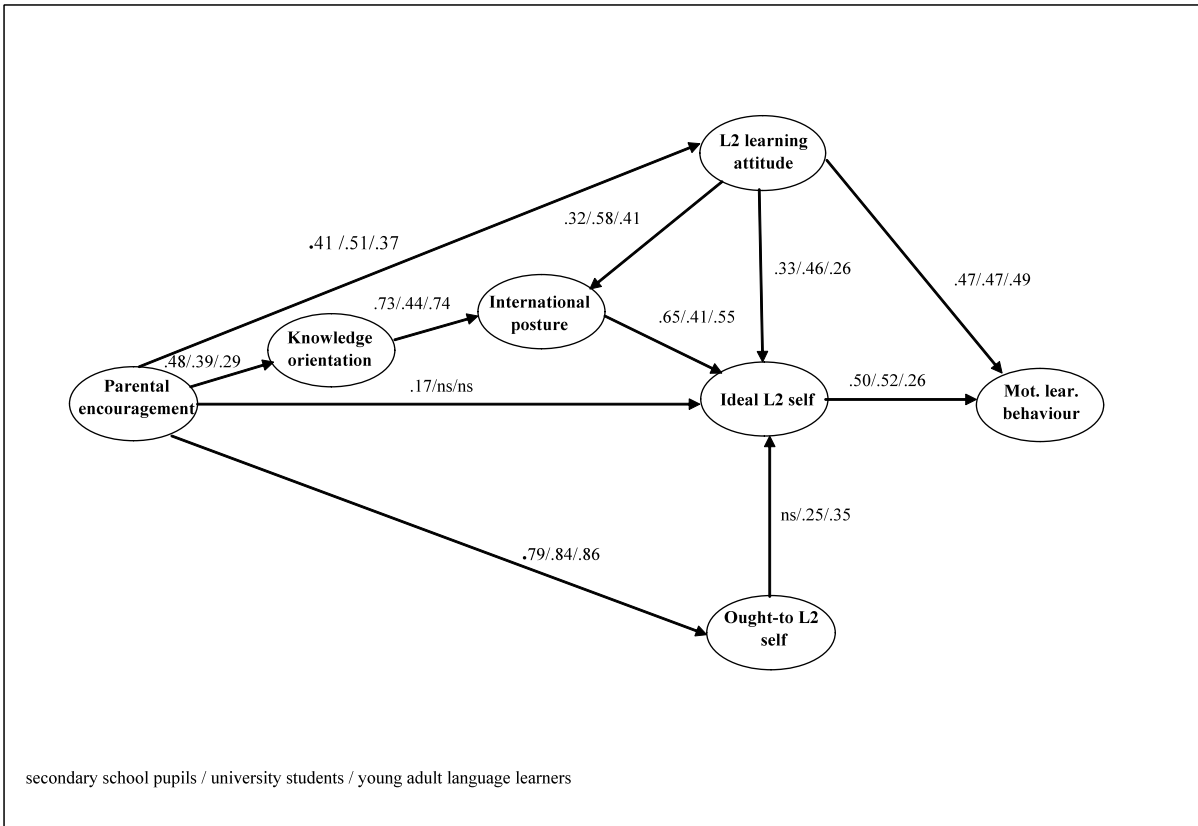 L2 learning
attitude
.32/.58/.41
.41 /.51/.37
.33/.46/.26
.47/.47/.49
International
posture
.73/.44/.74
.65/.41/.55
Knowledge
orientation
.48/.39/.29
Parental
encouragement
.17/ns/ns
Ideal L2 self
.50/.52/.26
Mot. lear.
behaviour
ns/.25/.35
.79/.84/.86
Ought-to L2
self
secondary school pupils / university students / young adult language learners